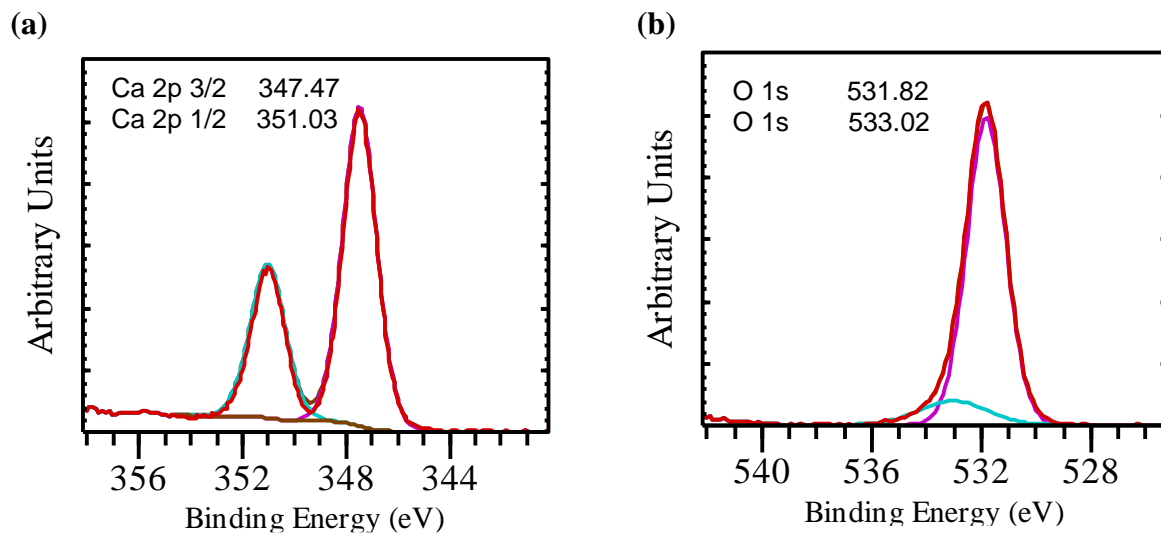 (a)
Ca 2p 3/2 347.47
Ca 2p 1/2 351.03
Arbitrary Units
356 352 348 344
Binding Energy (eV)
(b)
O 1s 531.82
O 1s 533.02
Arbitrary Units
540 536 532 528
Binding Energy (eV)